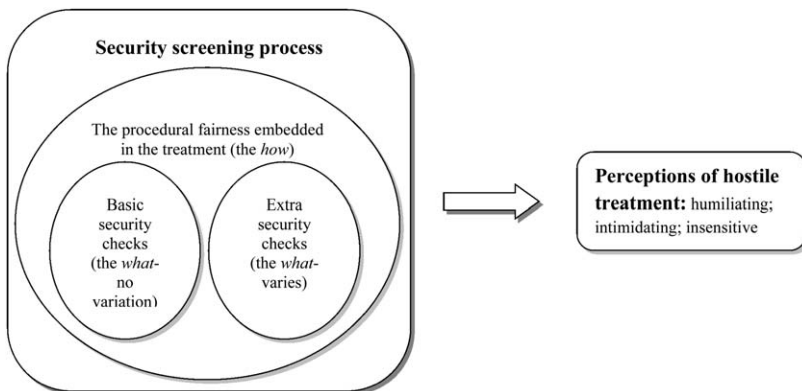 Security screening process
The procedural fairness embedded
in the treatment (the how)
Basic
security
checks
(the what-
no
variation)
Extra
security
checks
(the what-
varies)
Perceptions of hostile
treatment: humiliating;
intimidating; insensitive